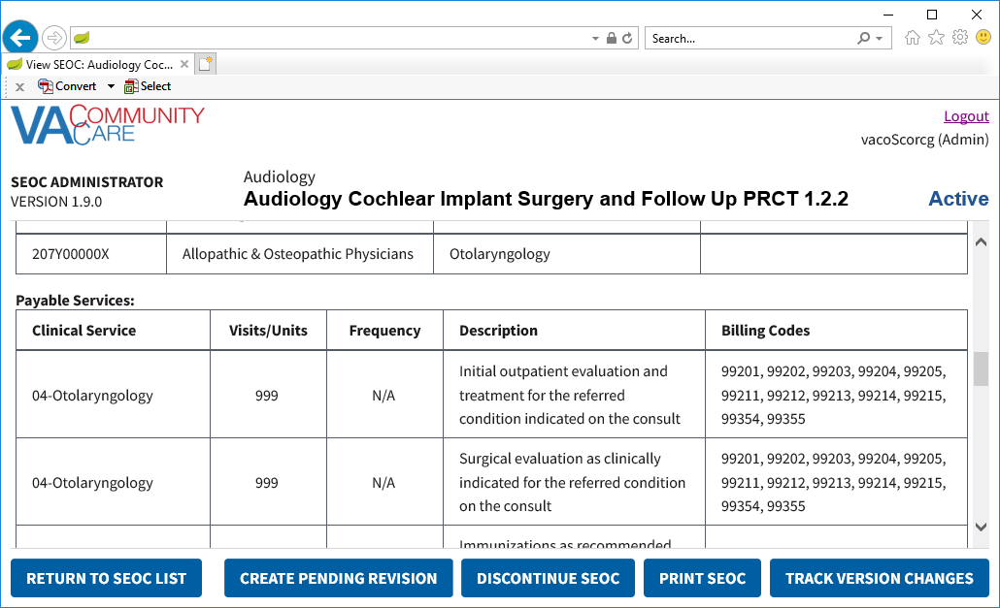 Search...
View SEOC: Audiology Coc...
x Convert Select
VA COMMUNITY CARE
Logout
vacoScorcg (Admin)
SEOC ADMINISTRATOR
VERSION 1.9.0
Audiology
Audiology Cochlear Implant Surgery and Follow Up PRCT 1.2.2
Active
207Y00000X Allopathic & Osteopathic Physicians Otolaryngology
Payable Services:
Clinical Service Visits/Units Frequency Description Billing Codes
04-Otolaryngology 999 N/A
Initial outpatient evaluation and
treatment for the referred
condition indicated on the consult
99201, 99202, 99203, 99204, 99205,
99211, 99212, 99213, 99214, 99215,
99354, 99355
04-Otolaryngology 999 N/A
Surgical evaluation as clinically
indicated for the referred condition
on the consult
99201, 99202, 99203, 99204, 99205,
99211, 99212, 99213, 99214, 99215,
99354, 99355
Immunizations as recommended
RETURN TO SEOC LIST CREATE PENDING REVISION DISCONTINUE SEOC PRINT SEOC TRACK VERSION CHANGES